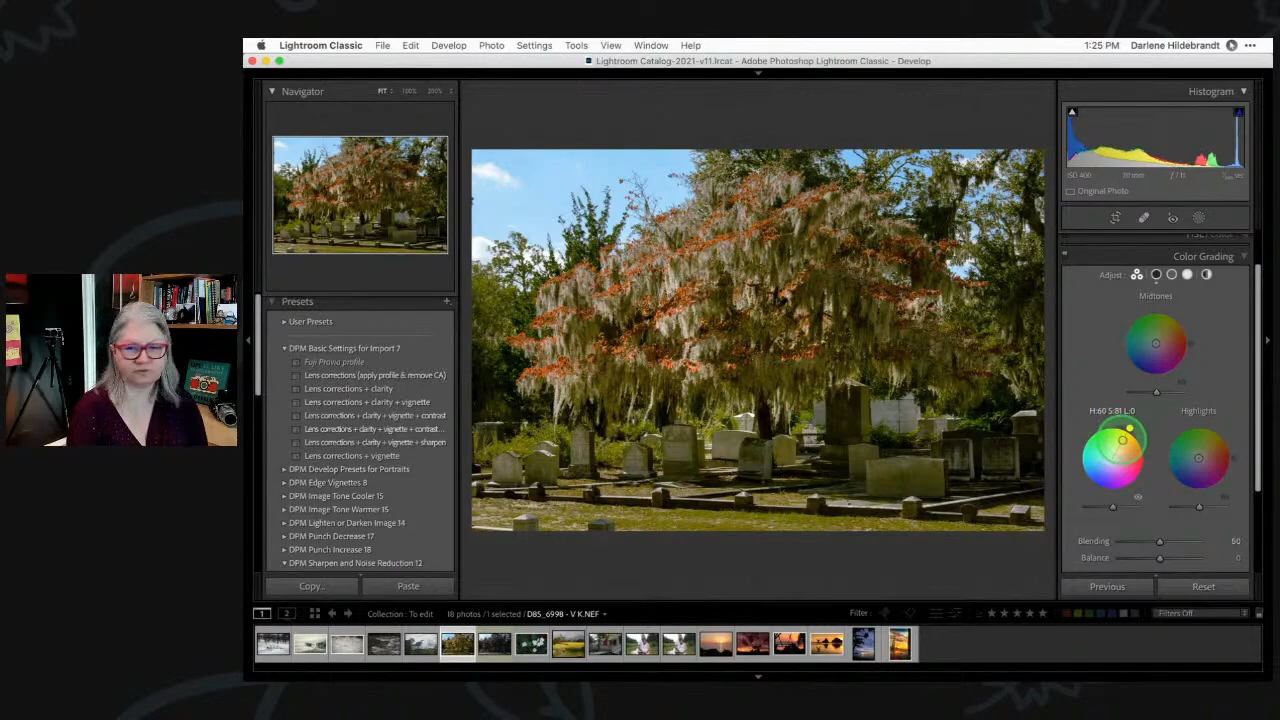 Lightroom Classic File Edit Develop Photo Settings Tools View Window Help 1:25 PM Darlene Hildebrandt
Lightroom Catalog-2021-v11.lrcat - Adobe Photoshop Lightroom Classic - Develop
Navigator FIT 100% 200%
Histogram
ISO 400 f / 11
Original Photo
Color Grading
Adjust:
Midtones
Presets +
User Presets
DPM Basic Settings for Import 7
Fuji Provia profile
Lens corrections (apply profile & remove CA)
Lens corrections + clarity
Lens corrections + clarity + vignette
Lens corrections + clarity + vignette + contrast
Lens corrections + clarity + vignette + contrast...
Lens corrections + clarity + vignette + sharpen
Lens corrections + vignette
DPM Develop Presets for Portraits
DPM Edge Vignettes 8
DPM Image Tone Cooler 15
DPM Image Tone Warmer 15
DPM Lighten or Darken Image 14
DPM Punch Decrease 17
DPM Punch Increase 18
DPM Sharpen and Noise Reduction 12
H:60 S:81 L:0 Highlights
Blending 50
Balance 0
Copy... Paste
Previous Reset
1 2 Collection : To edit 18 photos / 1 selected / D85_6998 - V K.NEF Filter : Filters Off